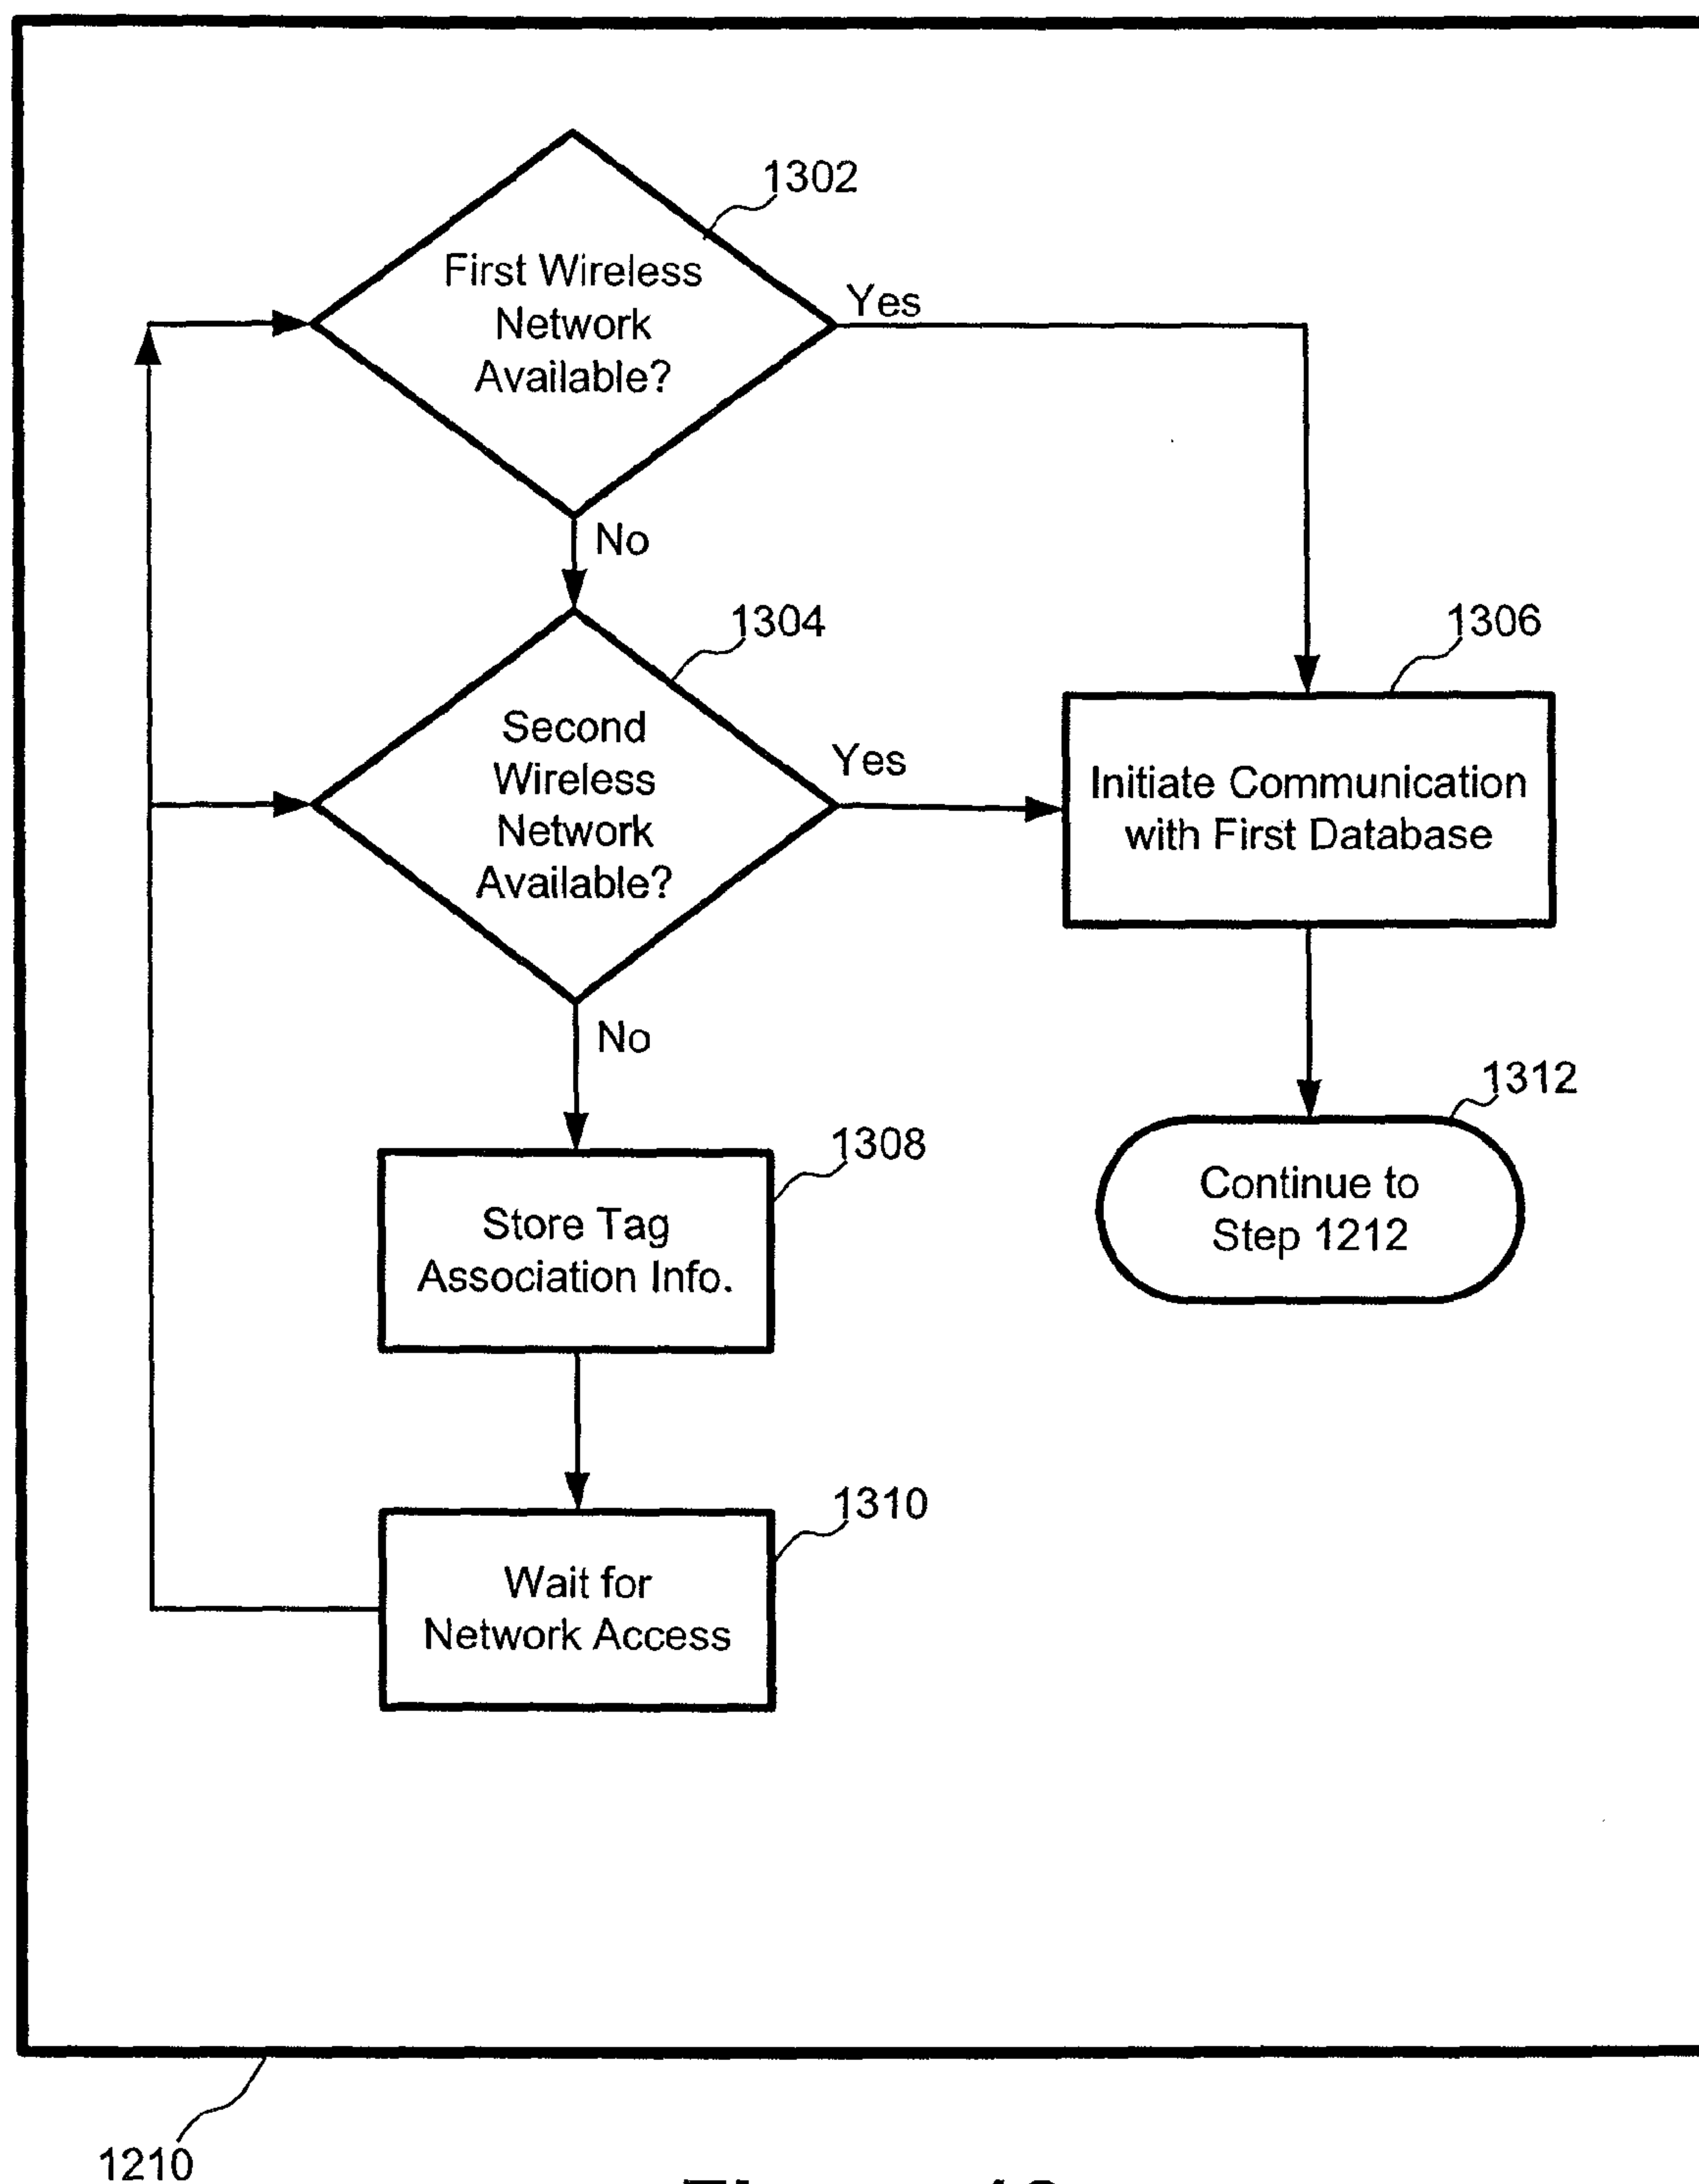 1302
First Wireless
Network
Available?
Yes
No
1304
Second
Wireless
Network
Available?
Yes
No
1306
Initiate Communication
with First Database
1308
Store Tag
Association Info.
1312
Continue to
Step 1212
1310
Wait for
Network Access
1210